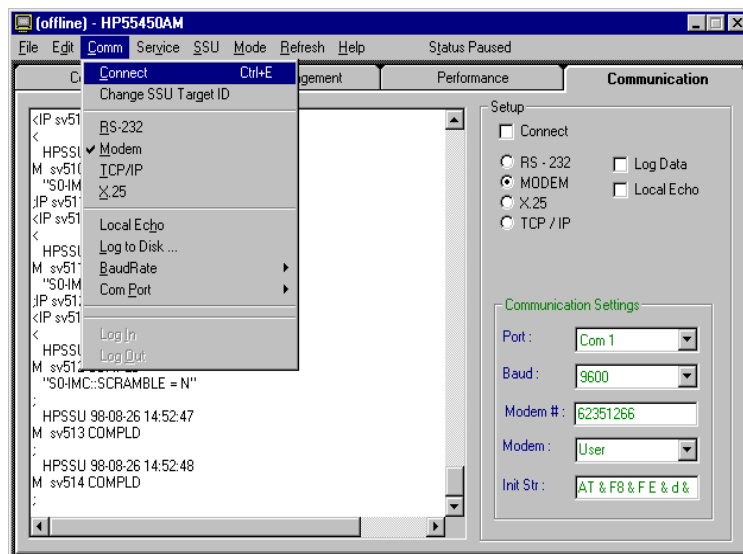 (offline) - HP55450AM
File Edit Comm Service SSU Mode Refresh Help Status Paused
Performance Communication
Connect Ctrl+E
Change SSU Target ID
RS-232
Modem
TCP/IP
X.25
Local Echo
Log to Disk ...
BaudRate
Com Port
Log In
Log Out
<IP sv51
<
HPSSU
M sv510
"S0-IM
;IP sv51
<IP sv51
<
HPSSU
M sv511
"S0-IM
;IP sv51
<IP sv51
<
HPSSU
M sv512 COMPLD
"S0-IMC::SCRAMBLE = N"
;
HPSSU 98-08-26 14:52:47
M sv513 COMPLD
;
HPSSU 98-08-26 14:52:48
M sv514 COMPLD
;
Setup
Connect
RS - 232 Log Data
MODEM Local Echo
X.25
TCP / IP
Communication Settings
Port : Com 1
Baud : 9600
Modem # : 62351266
Modem : User
Init Str : AT & F8 & F E & d &